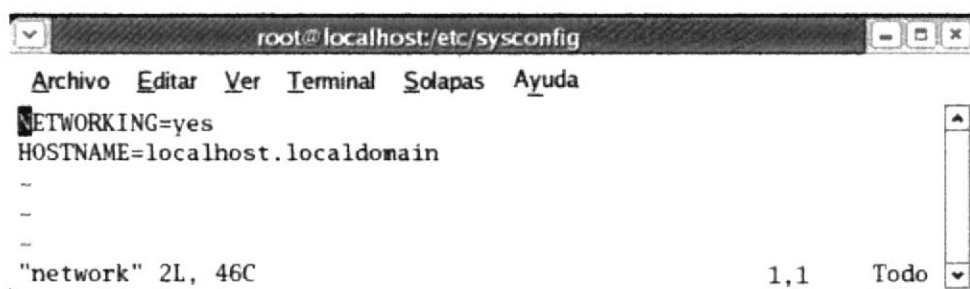 root@localhost:/etc/sysconfig
Archivo Editar Ver Terminal Solapas Ayuda
NETWORKING=yes
HOSTNAME=localhost.localdomain
~
~
~
"network" 2L, 46C 1,1 Todo